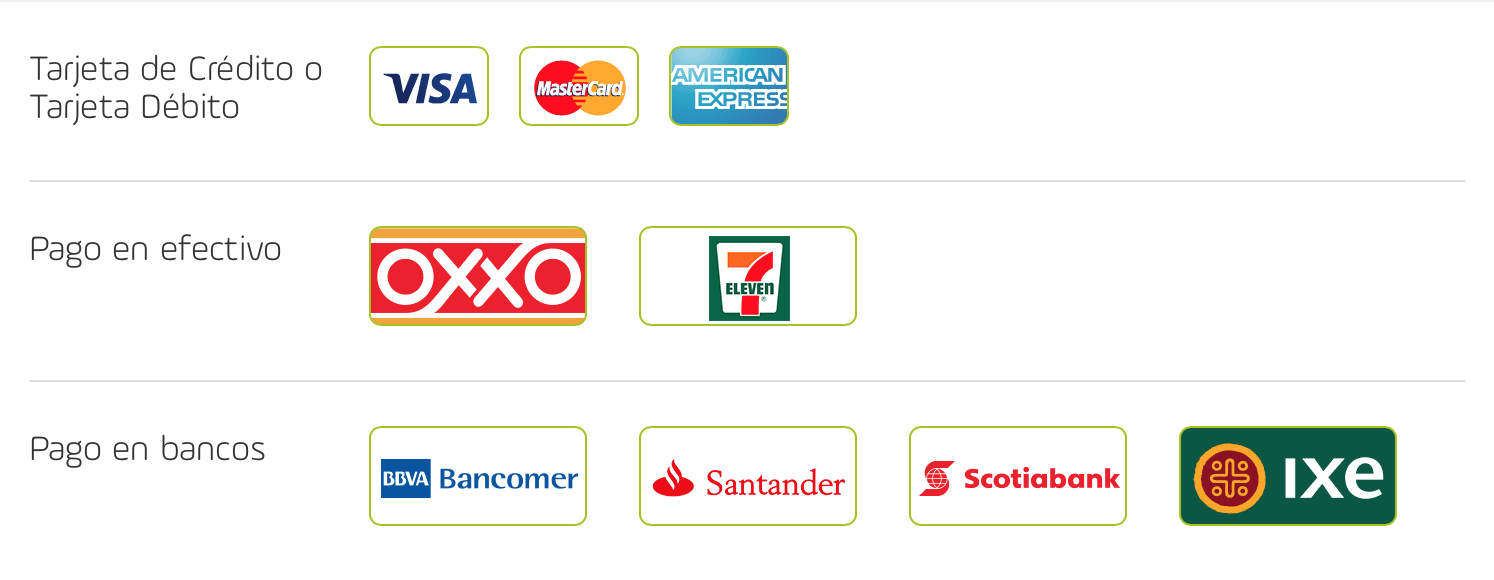 Tarjeta de Crédito o
Tarjeta Débito
VISA
MasterCard
AMERICAN
EXPRESS
Pago en efectivo
OXXO
7
ELEVEN
®
Pago en bancos
BBVA Bancomer
Santander
Scotiabank
ixe